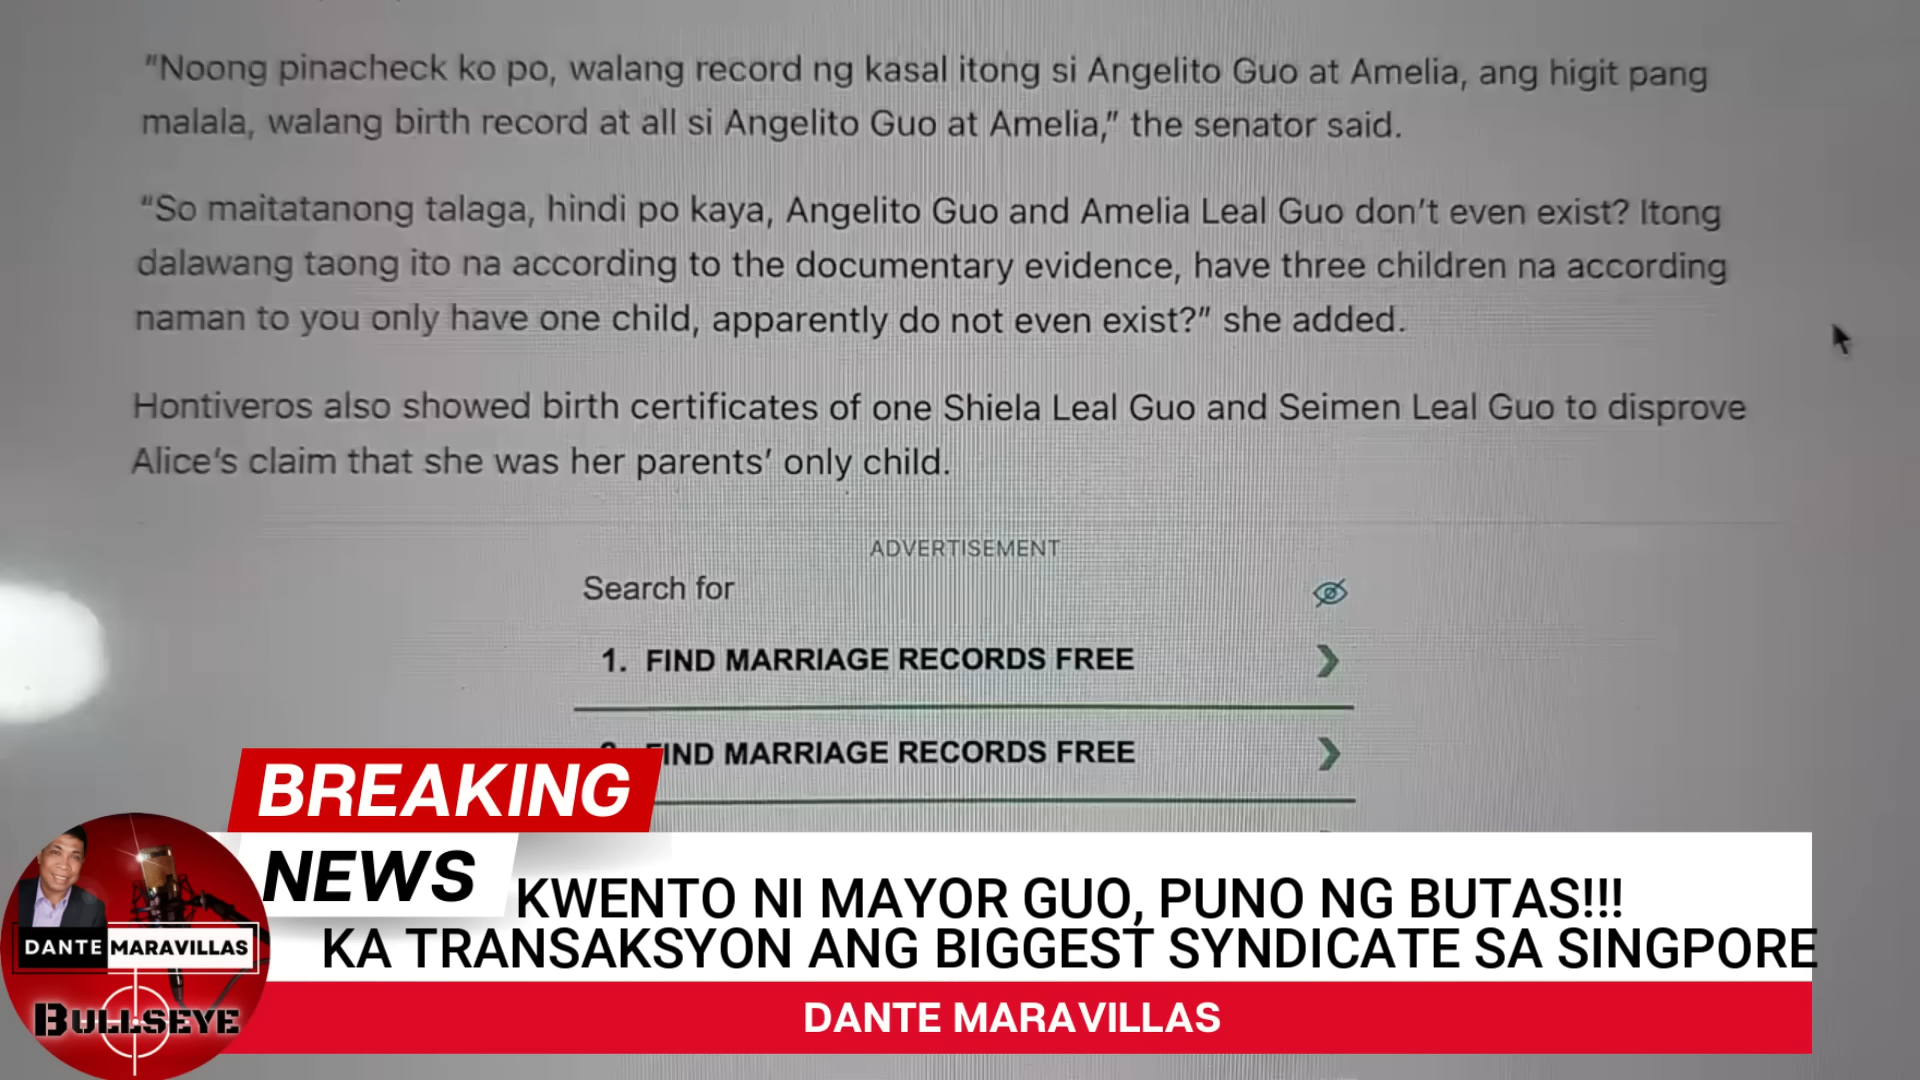 "Noong pinacheck ko po, walang record ng kasal itong si Angelito Guo at Amelia, ang higit pang
malala, walang birth record at all si Angelito Guo at Amelia," the senator said.
"So maitatanong talaga, hindi po kaya, Angelito Guo and Amelia Leal Guo don't even exist? Itong
dalawang taong ito na according to the documentary evidence, have three children na according
naman to you only have one child, apparently do not even exist?" she added.
Hontiveros also showed birth certificates of one Shiela Leal Guo and Seimen Leal Guo to disprove
Alice's claim that she was her parents' only child.
ADVERTISEMENT
Search for
1. FIND MARRIAGE RECORDS FREE
FIND MARRIAGE RECORDS FREE
BREAKING
NEWS
KWENTO NI MAYOR GUO, PUNO NG BUTAS!!!
KA TRANSAKSYON ANG BIGGEST SYNDICATE SA SINGPORE
DANTE MARAVILLAS
BULLSEYE
DANTE MARAVILLAS